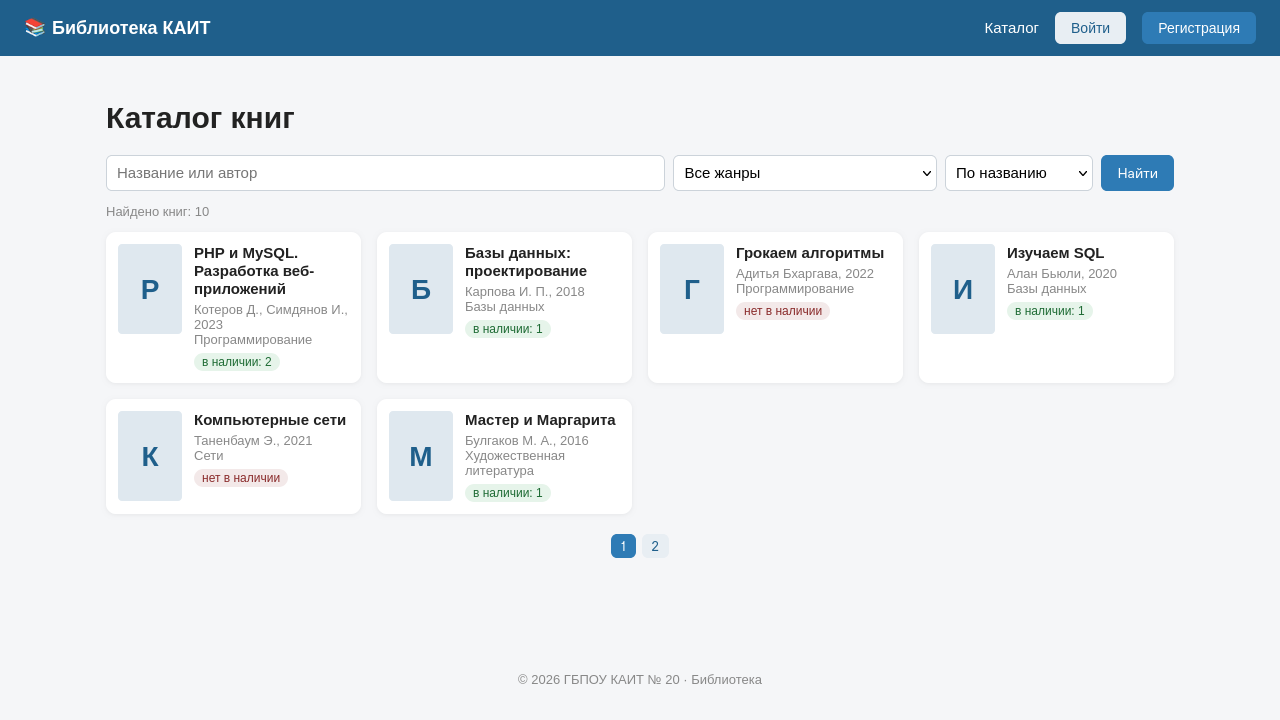 📚 Библиотека КАИТ
Каталог
Войти
Регистрация
Каталог книг
Название или автор
Все жанры
По названию
Найти
Найдено книг: 10
P
PHP и MySQL.
Разработка веб-
приложений
Котеров Д., Симдянов И.,
2023
Программирование
в наличии: 2
Б
Базы данных:
проектирование
Карпова И. П., 2018
Базы данных
в наличии: 1
Г
Грокаем алгоритмы
Адитья Бхаргава, 2022
Программирование
нет в наличии
И
Изучаем SQL
Алан Бьюли, 2020
Базы данных
в наличии: 1
К
Компьютерные сети
Таненбаум Э., 2021
Сети
нет в наличии
М
Мастер и Маргарита
Булгаков М. А., 2016
Художественная
литература
в наличии: 1
1
2
© 2026 ГБПОУ КАИТ № 20 · Библиотека